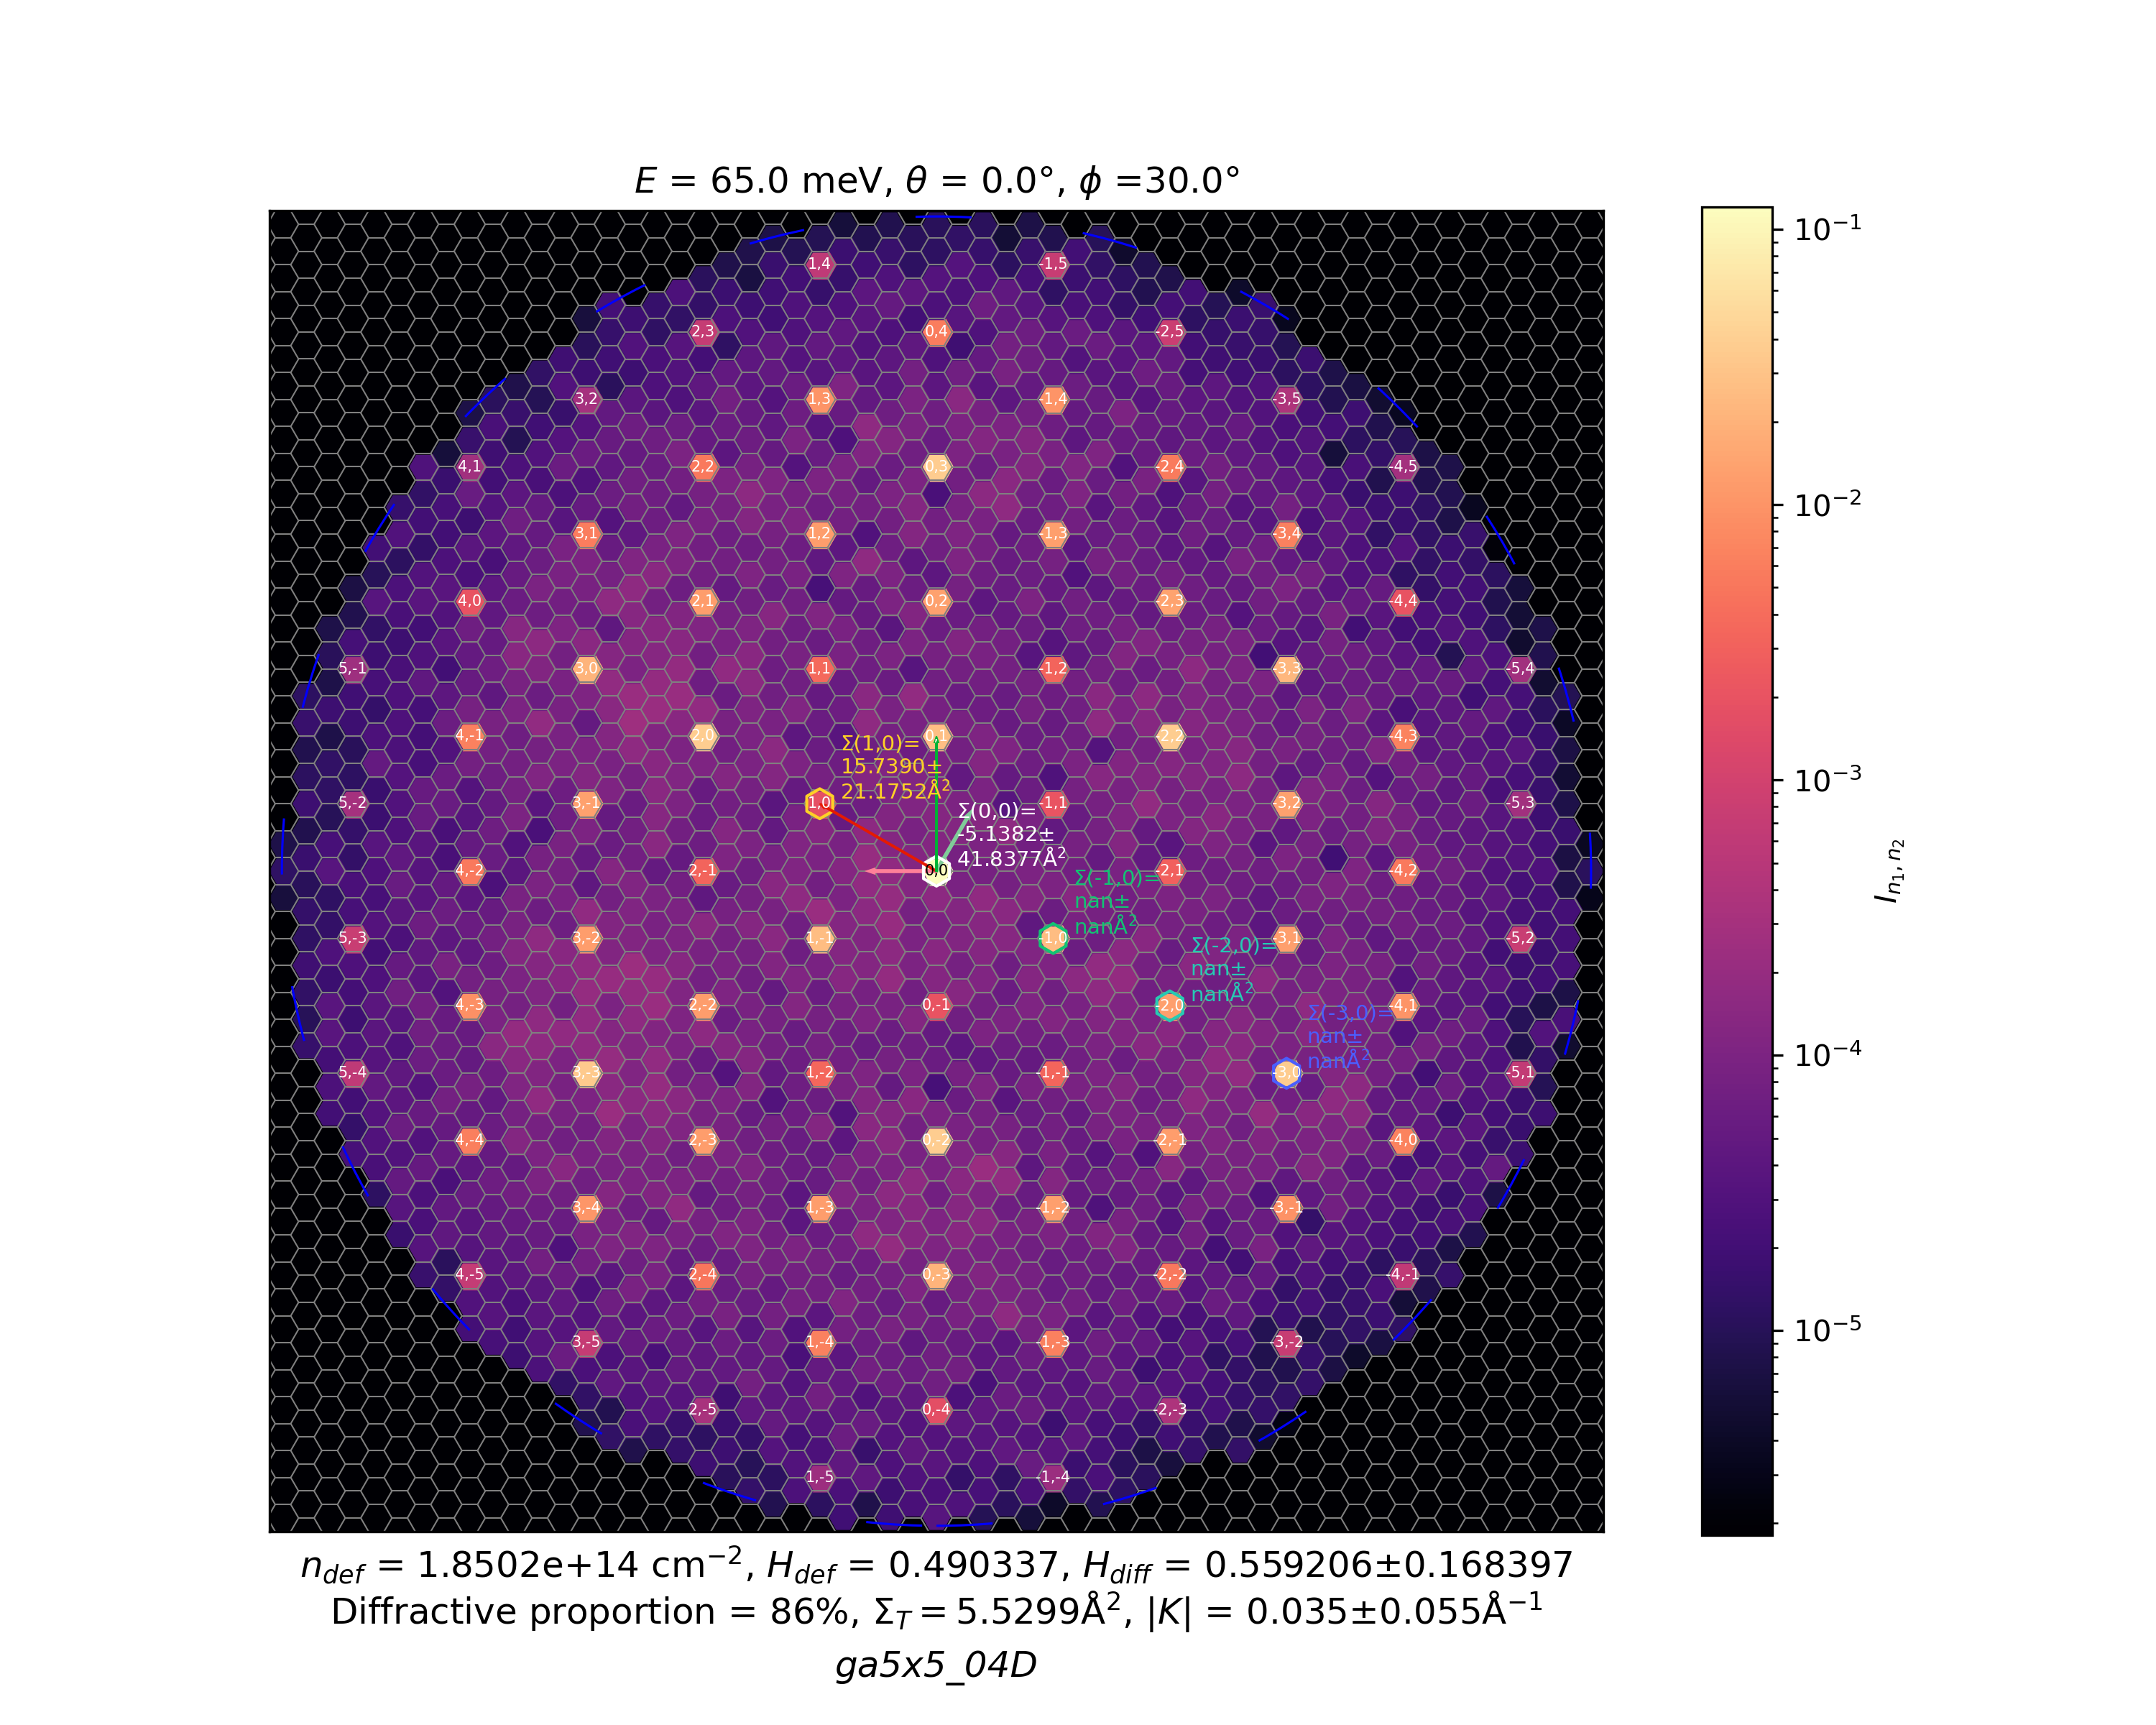 E = 65.0 meV, θ = 0.0°, ϕ =30.0°
1,4 -1,5
2,3 0,4 -2,5
3,2 1,3 -1,4 -3,5
4,1 2,2 0,3 -2,4 -4,5
3,1 1,2 -1,3 -3,4
4,0 2,1 0,2 -2,3 -4,4
5,-1 3,0 1,1 -1,2 -3,3 -5,4
4,-1 2,0 0,1 -2,2 -4,3
Σ(1,0)=
15.7390±
21.1752Å²
5,-2 3,-1 1,0 -1,1 -3,2 -5,3
Σ(0,0)=
-5.1382±
41.8377Å²
4,-2 2,-1 0,0 -2,1 -4,2
Σ(-1,0)=
nan±
nanÅ²
5,-3 3,-2 1,-1 -1,0 -3,1 -5,2
Σ(-2,0)=
nan±
nanÅ²
4,-3 2,-2 0,-1 -2,0 -4,1
Σ(-3,0)=
nan±
nanÅ²
5,-4 3,-3 1,-2 -1,-1 -3,0 -5,1
4,-4 2,-3 0,-2 -2,-1 -4,0
3,-4 1,-3 -1,-2 -3,-1
4,-5 2,-4 0,-3 -2,-2 -4,-1
3,-5 1,-4 -1,-3 -3,-2
2,-5 0,-4 -2,-3
1,-5 -1,-4
10⁻¹
10⁻²
10⁻³
10⁻⁴
10⁻⁵
I n₁, n₂
n_def = 1.8502e+14 cm⁻², H_def = 0.490337, H_diff = 0.559206±0.168397
Diffractive proportion = 86%, Σ_T = 5.5299Å², |K| = 0.035±0.055Å⁻¹
ga5x5_04D